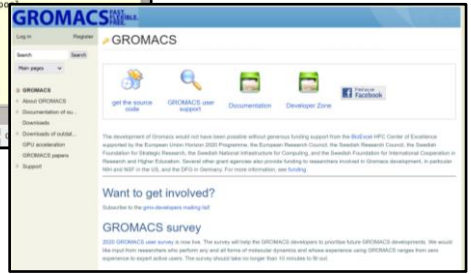 GROMACS FAST.
FLEXIBLE.
FREE.
Log in Register
Search Search
Main pages
GROMACS
About GROMACS
Documentation of ou...
Downloads
Downloads of outdat...
GPU acceleration
GROMACS papers
Support
GROMACS
get the source
code
GROMACS user
support
Documentation
Developer Zone
Find us on
Facebook
The development of Gromacs would not have been possible without generous funding support from the BioExcel HPC Center of Excellence
supported by the European Union Horizon 2020 Programme, the European Research Council, the Swedish Research Council, the Swedish
Foundation for Strategic Research, the Swedish National Infrastructure for Computing, and the Swedish Foundation for International Cooperation in
Research and Higher Education. Several other grant agencies also provide funding to researchers involved in Gromacs development, in particular
NIH and NSF in the US, and the DFG in Germany. For more information, see funding
Want to get involved?
Subscribe to the gmx-developers mailing list!
GROMACS survey
2020 GROMACS user survey is now live. The survey will help the GROMACS developers to prioritise future GROMACS developments. We would
like input from researchers who perform any and all forms of molecular dynamics and whose experience using GROMACS ranges from zero
experience to expert active users. The survey should take no longer than 10 minutes to fill out.